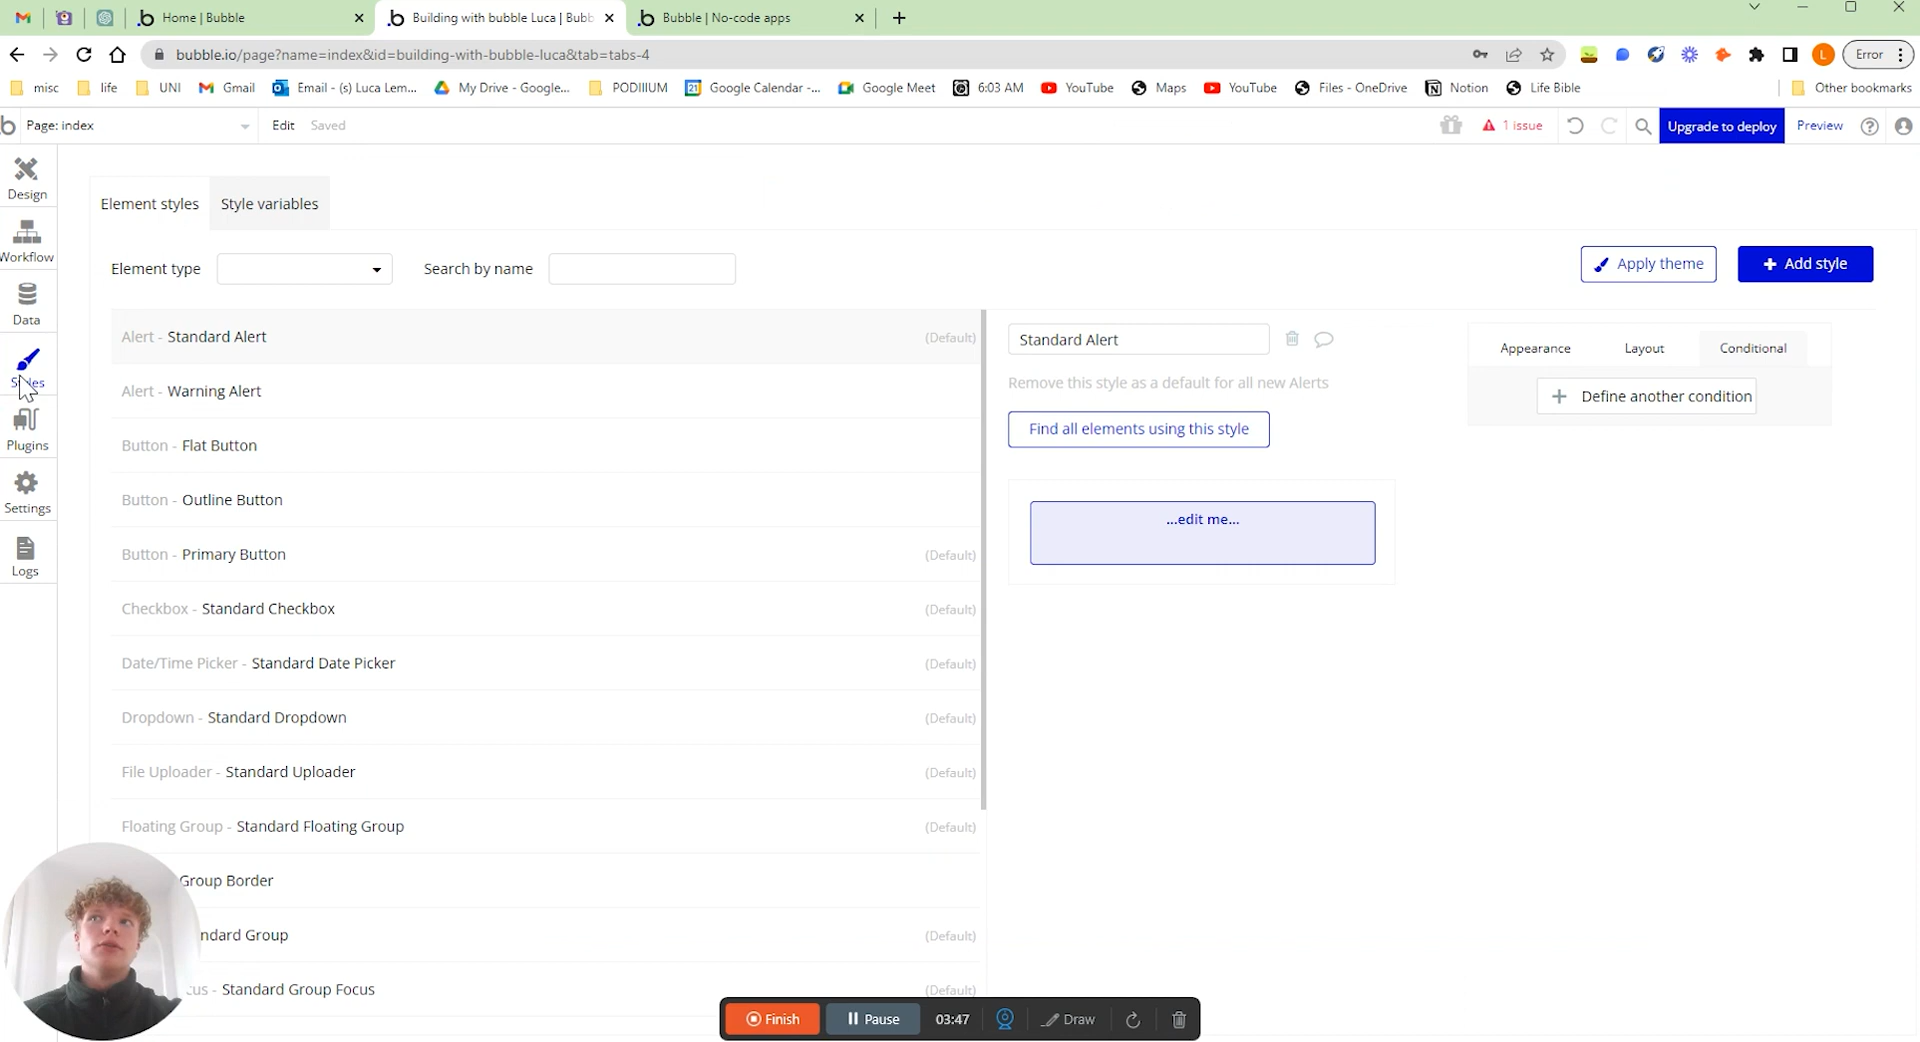 Home | Bubble
Building with bubble Luca | Bubb
Bubble | No-code apps
bubble.io/page?name=index&id=building-with-bubble-luca&tab=tabs-4
L
Error
misc
life
UNI
Gmail
Email - (s) Luca Lem...
My Drive - Google...
PODIIIUM
Google Calendar -...
Google Meet
6:03 AM
YouTube
Maps
YouTube
Files - OneDrive
Notion
Life Bible
Other bookmarks
Page: index
Edit
Saved
1 issue
Upgrade to deploy
Preview
Design
Workflow
Data
Styles
Plugins
Settings
Logs
Element styles
Style variables
Element type
Search by name
Apply theme
+ Add style
Alert - Standard Alert (Default)
Alert - Warning Alert
Button - Flat Button
Button - Outline Button
Button - Primary Button (Default)
Checkbox - Standard Checkbox (Default)
Date/Time Picker - Standard Date Picker (Default)
Dropdown - Standard Dropdown (Default)
File Uploader - Standard Uploader (Default)
Floating Group - Standard Floating Group (Default)
Group Border
ndard Group (Default)
cus - Standard Group Focus (Default)
Standard Alert
Remove this style as a default for all new Alerts
Find all elements using this style
...edit me...
Appearance
Layout
Conditional
+ Define another condition
Finish
Pause
03:47
Draw